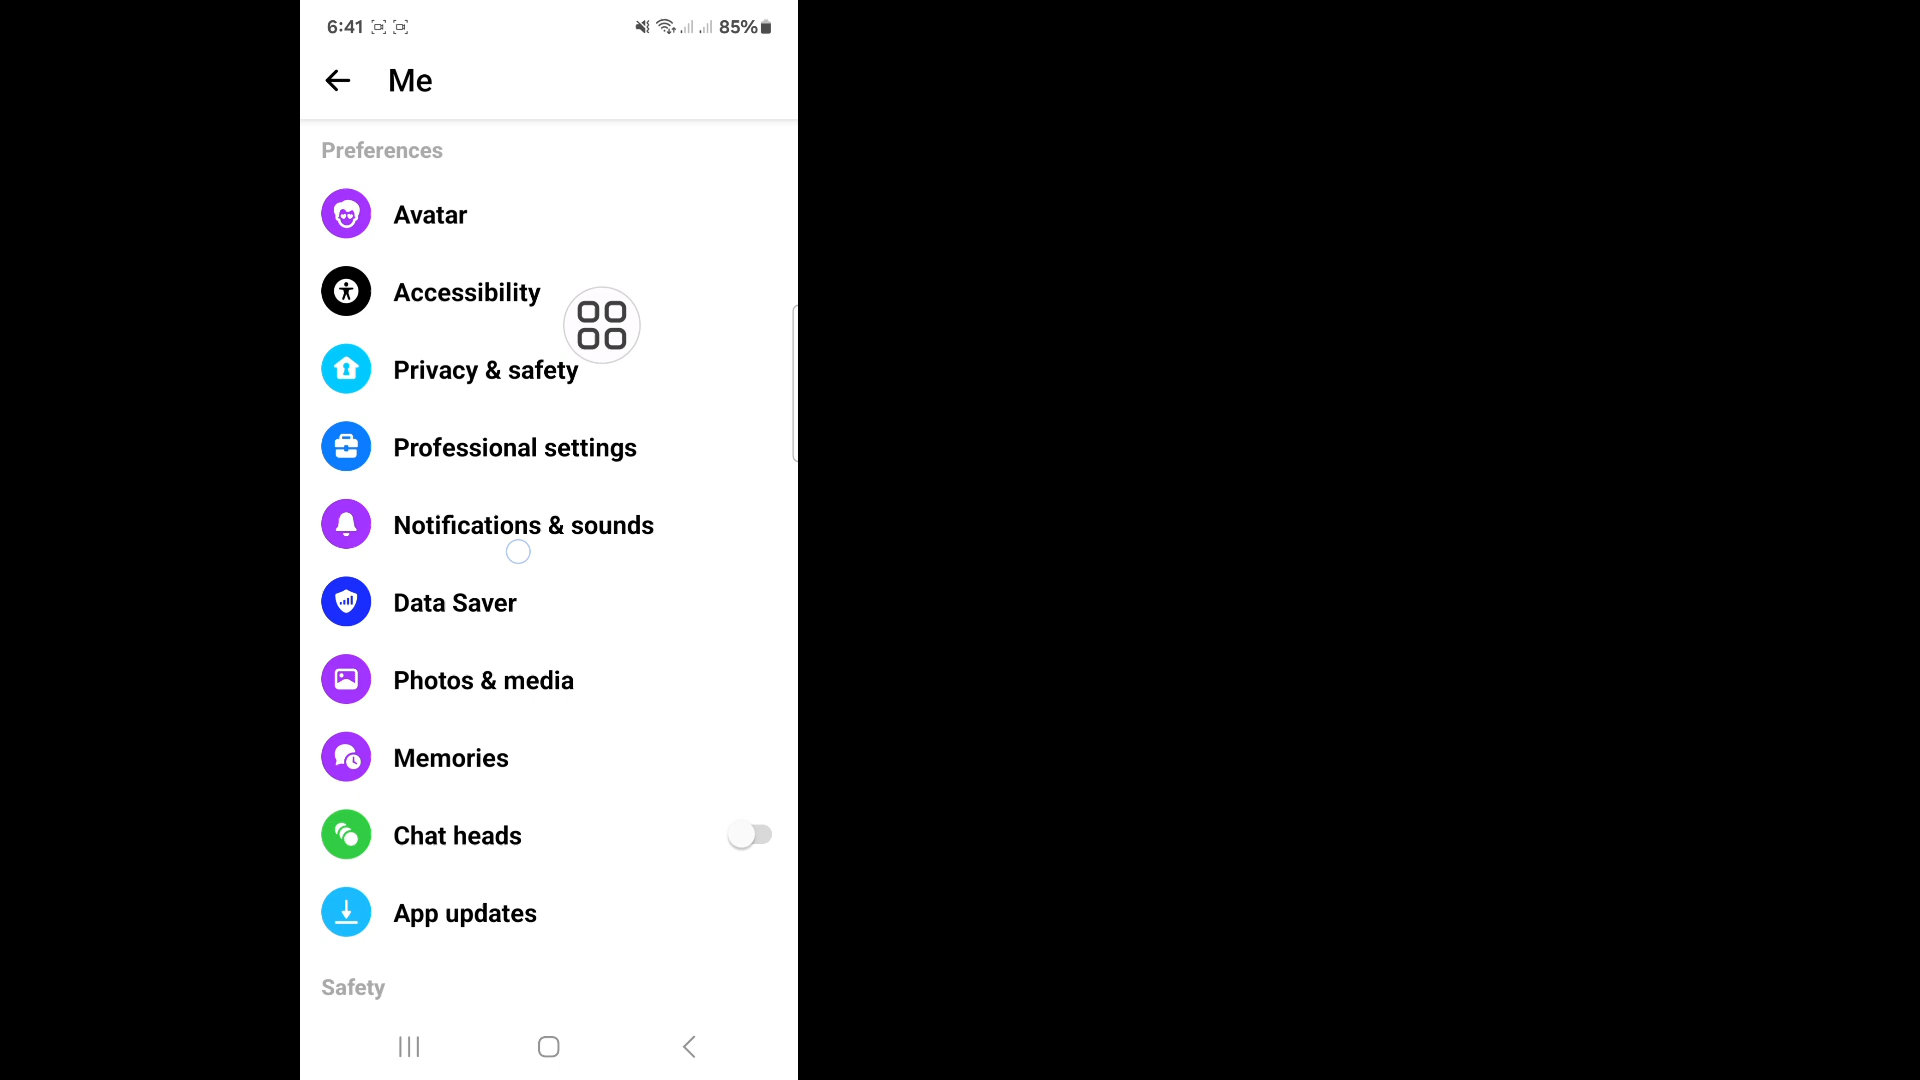 6:41 85%
Me
Preferences
Avatar
Accessibility
Privacy & safety
Professional settings
Notifications & sounds
Data Saver
Photos & media
Memories
Chat heads
App updates
Safety